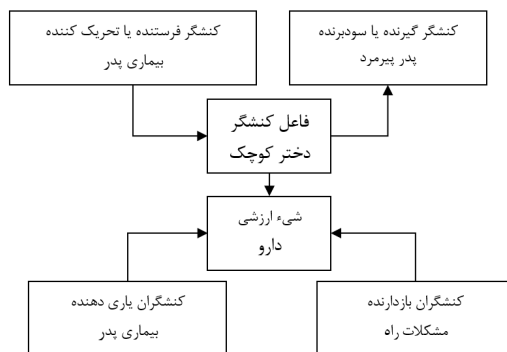 کنشگر گیرنده یا سودبرنده
پدر پیرمرد
کنشگر فرستنده یا تحریک کننده
بیماری پدر
فاعل کنشگر
دختر کوچک
شیء ارزشی
دارو
کنشگران بازدارنده
مشکلات راه
کنشگران یاری دهنده
بیماری پدر